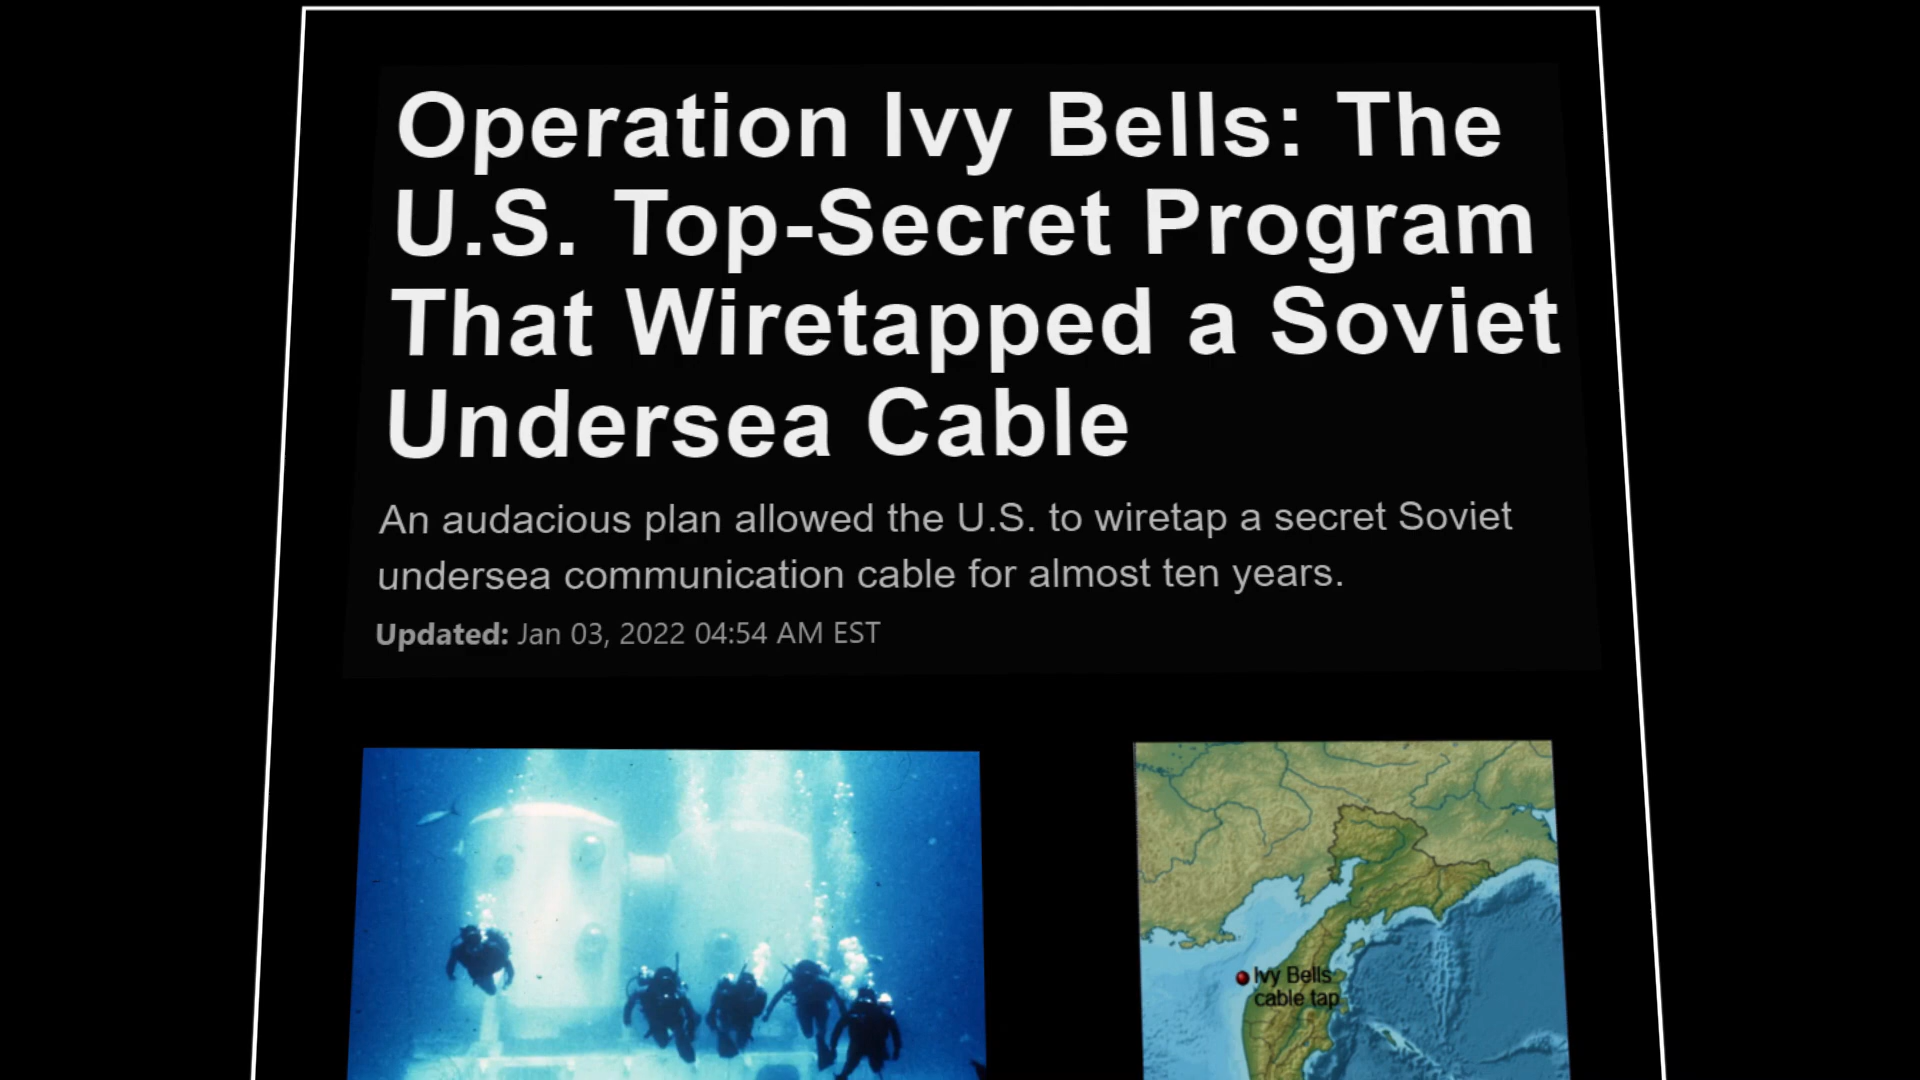 Operation Ivy Bells: The
U.S. Top-Secret Program
That Wiretapped a Soviet
Undersea Cable
An audacious plan allowed the U.S. to wiretap a secret Soviet
undersea communication cable for almost ten years.
Updated: Jan 03, 2022 04:54 AM EST
Ivy Bells
cable tap